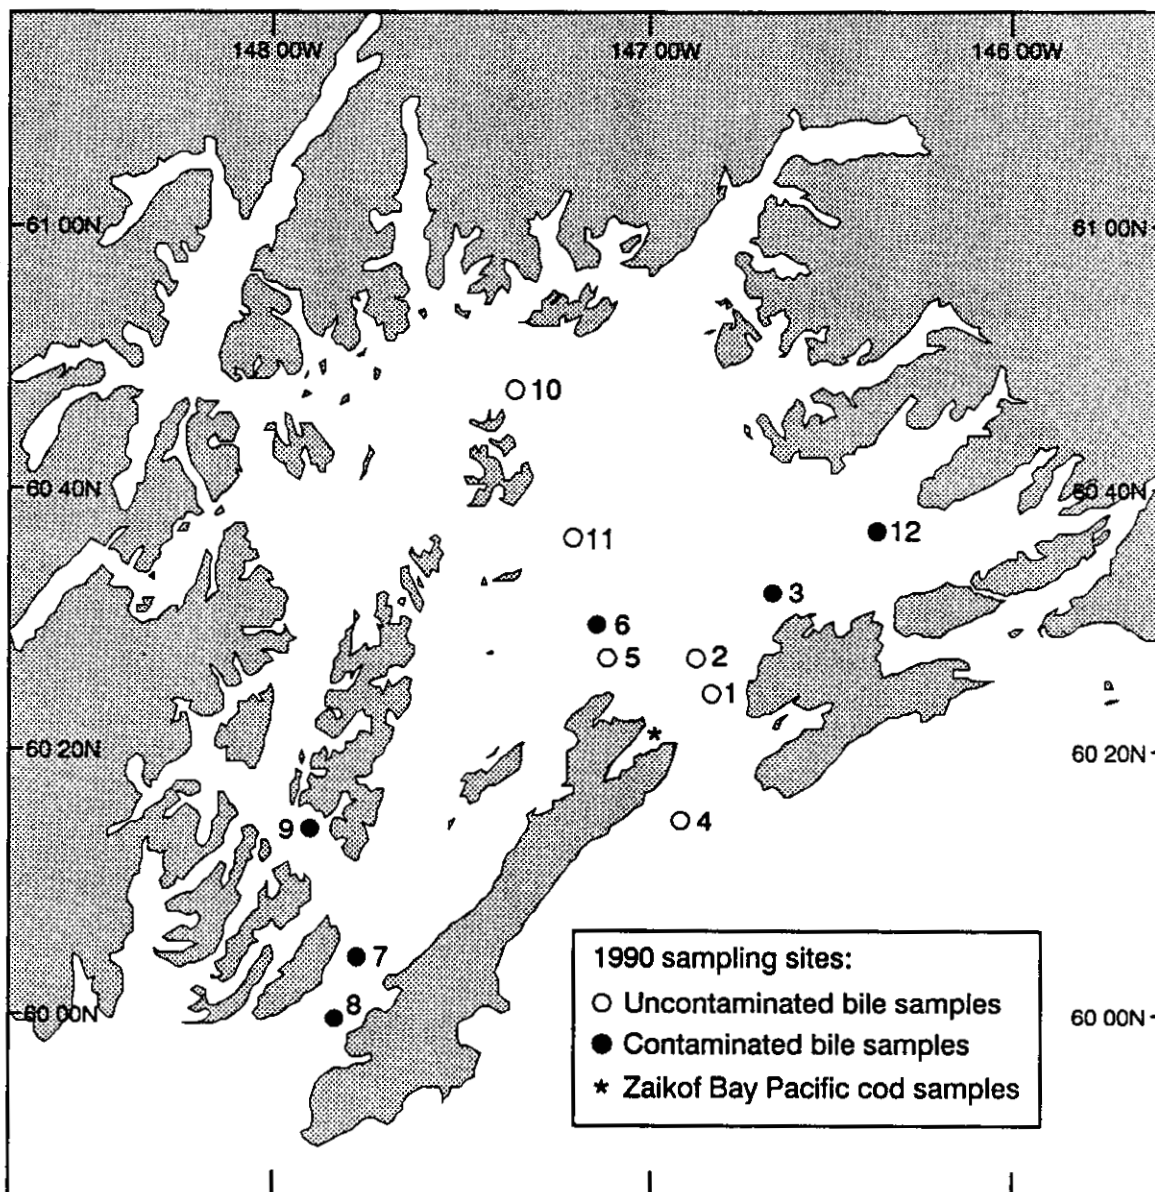 148 00W 147 00W 146 00W
61 00N 61 00N
10
60 40N 60 40N
11 12
3
6
5 2
1
60 20N 60 20N
*
9 4
7
8
60 00N 60 00N
1990 sampling sites:
Uncontaminated bile samples
Contaminated bile samples
* Zaikof Bay Pacific cod samples